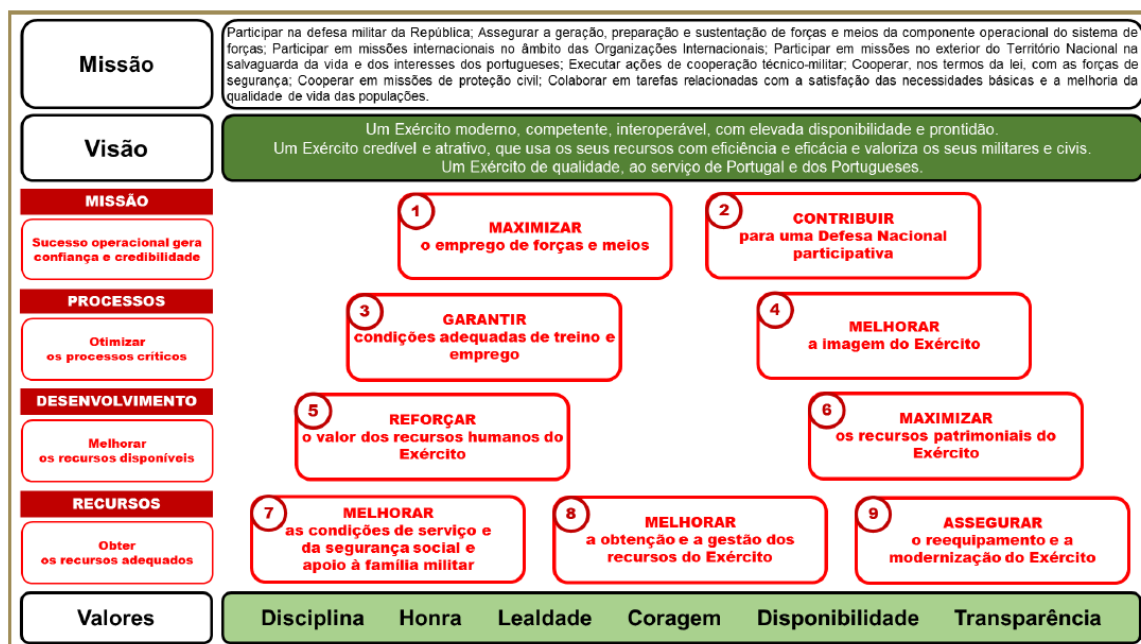 Missão
Participar na defesa militar da República; Assegurar a geração, preparação e sustentação de forças e meios da componente operacional do sistema de
forças; Participar em missões internacionais no âmbito das Organizações Internacionais; Participar em missões no exterior do Território Nacional na
salvaguarda da vida e dos interesses dos portugueses; Executar ações de cooperação técnico-militar; Cooperar, nos termos da lei, com as forças de
segurança; Cooperar em missões de proteção civil; Colaborar em tarefas relacionadas com a satisfação das necessidades básicas e a melhoria da
qualidade de vida das populações.
Visão
Um Exército moderno, competente, interoperável, com elevada disponibilidade e prontidão.
Um Exército credível e atrativo, que usa os seus recursos com eficiência e eficácia e valoriza os seus militares e civis.
Um Exército de qualidade, ao serviço de Portugal e dos Portugueses.
MISSÃO
Sucesso operacional gera
confiança e credibilidade
1
MAXIMIZAR
o emprego de forças e meios
2
CONTRIBUIR
para uma Defesa Nacional
participativa
PROCESSOS
Otimizar
os processos críticos
3
GARANTIR
condições adequadas de treino e
emprego
4
MELHORAR
a imagem do Exército
DESENVOLVIMENTO
Melhorar
os recursos disponíveis
5
REFORÇAR
o valor dos recursos humanos do
Exército
6
MAXIMIZAR
os recursos patrimoniais do
Exército
RECURSOS
Obter
os recursos adequados
7
MELHORAR
as condições de serviço e
da segurança social e
apoio à família militar
8
MELHORAR
a obtenção e a gestão dos
recursos do Exército
9
ASSEGURAR
o reequipamento e a
modernização do Exército
Valores
Disciplina Honra Lealdade Coragem Disponibilidade Transparência